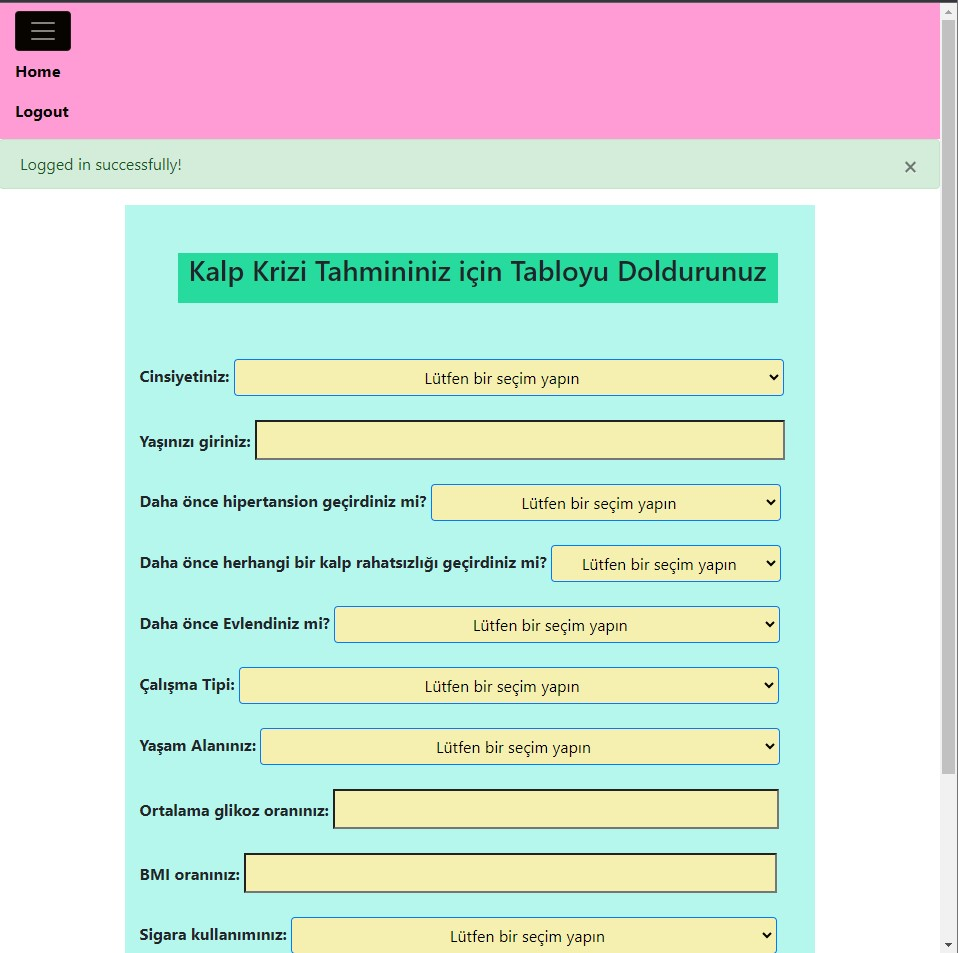 Home
Logout
Logged in successfully!
×
Kalp Krizi Tahmininiz için Tabloyu Doldurunuz
Cinsiyetiniz: Lütfen bir seçim yapın
Yaşınızı giriniz:
Daha önce hipertansion geçirdiniz mi? Lütfen bir seçim yapın
Daha önce herhangi bir kalp rahatsızlığı geçirdiniz mi? Lütfen bir seçim yapın
Daha önce Evlendiniz mi? Lütfen bir seçim yapın
Çalışma Tipi: Lütfen bir seçim yapın
Yaşam Alanınız: Lütfen bir seçim yapın
Ortalama glikoz oranınız:
BMI oranınız:
Sigara kullanımınız: Lütfen bir seçim yapın